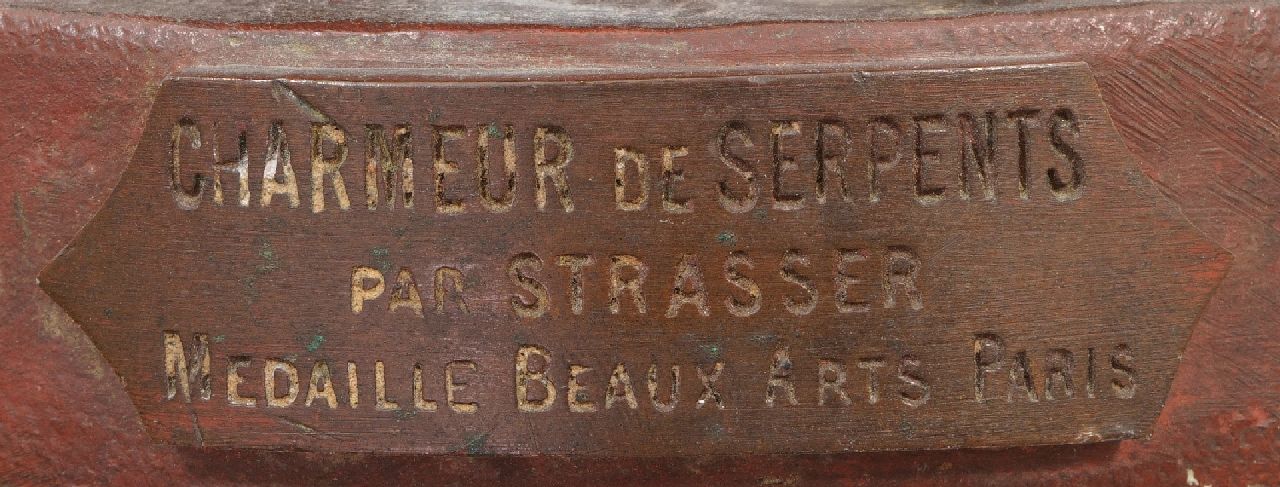 CHARMEUR DE SERPENTS
PAR STRASSER
MEDAILLE BEAUX ARTS PARIS